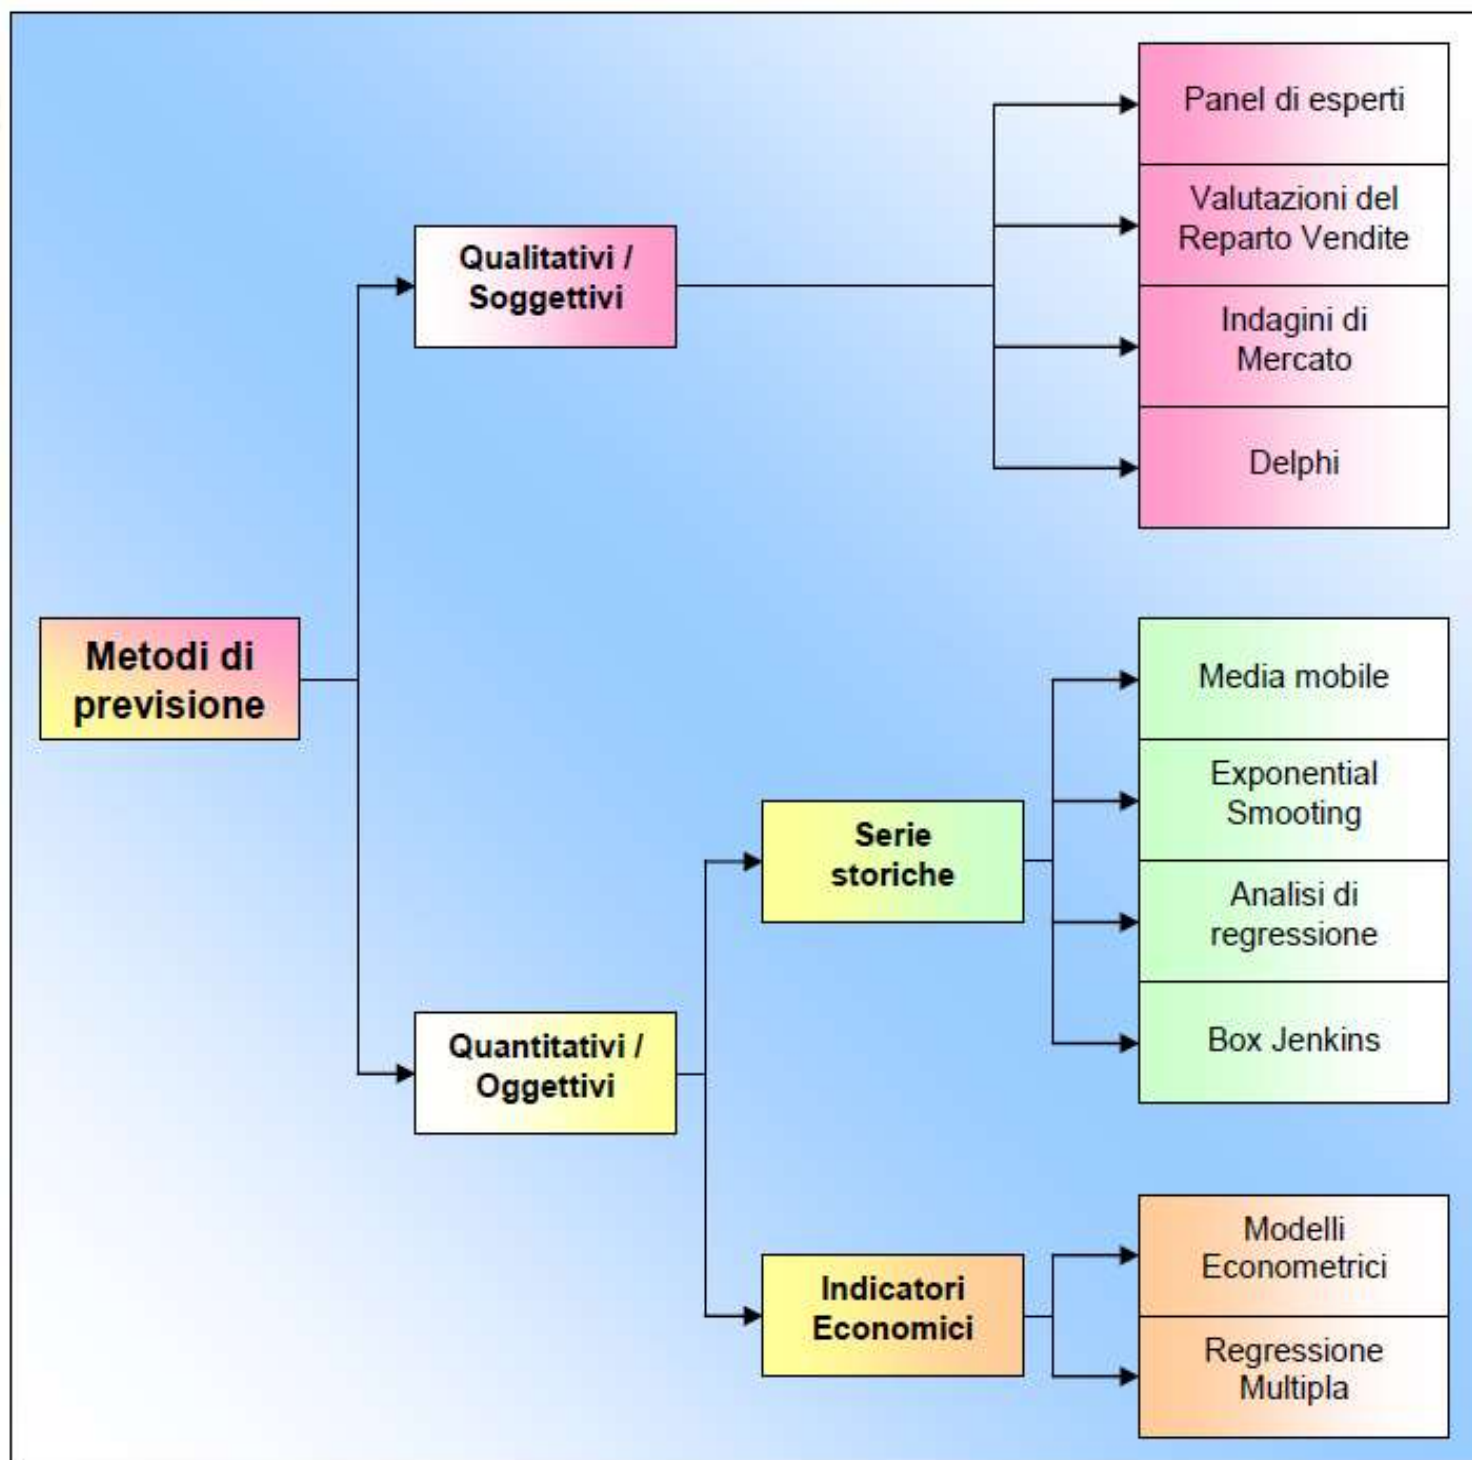 Panel di esperti
Valutazioni del
Reparto Vendite
Qualitativi /
Soggettivi
Indagini di
Mercato
Delphi
Metodi di
previsione
Media mobile
Exponential
Smooting
Serie
storiche
Analisi di
regressione
Quantitativi /
Oggettivi
Box Jenkins
Modelli
Econometrici
Indicatori
Economici
Regressione
Multipla